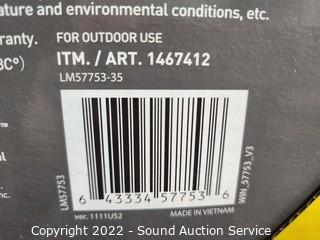 ature and environmental conditions, etc.
rranty. FOR OUTDOOR USE
3C°) ITM. / ART. 1467412
LM57753-35
LM57753
WIN_57753_V3
6 43334 57753 6
ver. 1111U52 MADE IN VIETNAM
Copyright 2022 - Sound Auction Service